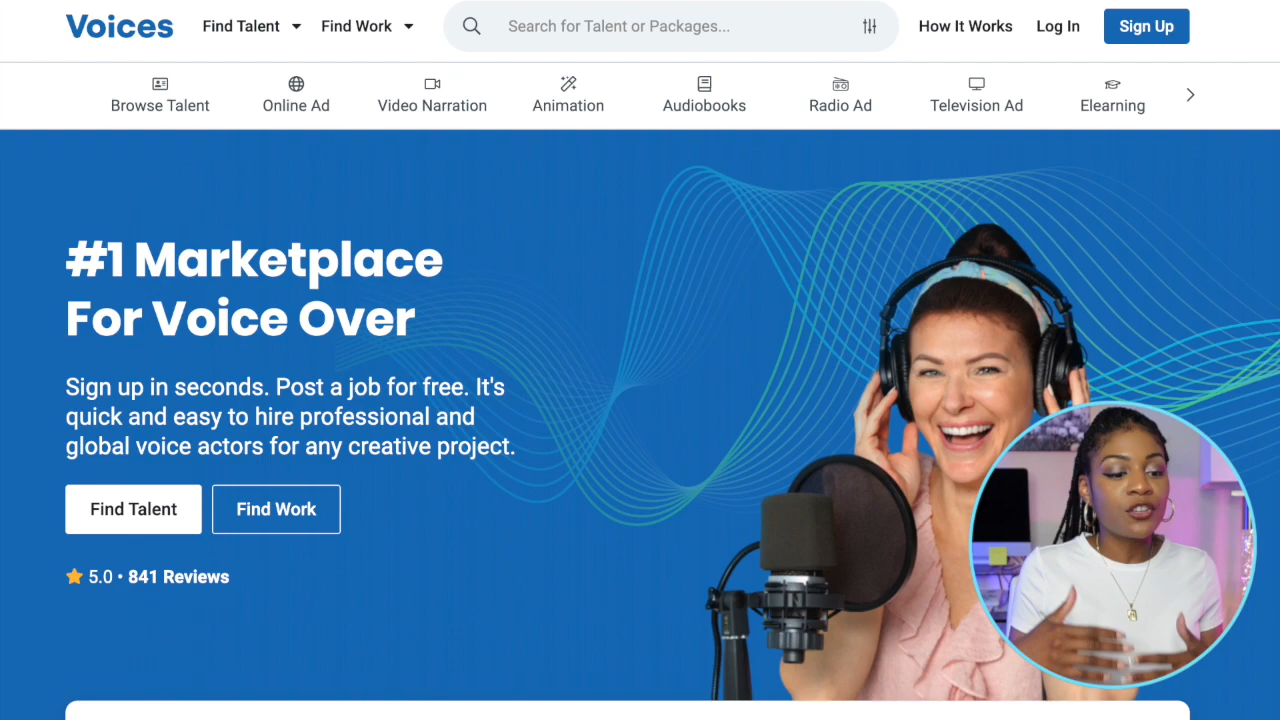 Voices
Find Talent
Find Work
Search for Talent or Packages...
How It Works
Log In
Sign Up
Browse Talent
Online Ad
Video Narration
Animation
Audiobooks
Radio Ad
Television Ad
Elearning
#1 Marketplace
For Voice Over
Sign up in seconds. Post a job for free. It's
quick and easy to hire professional and
global voice actors for any creative project.
Find Talent
Find Work
5.0 • 841 Reviews